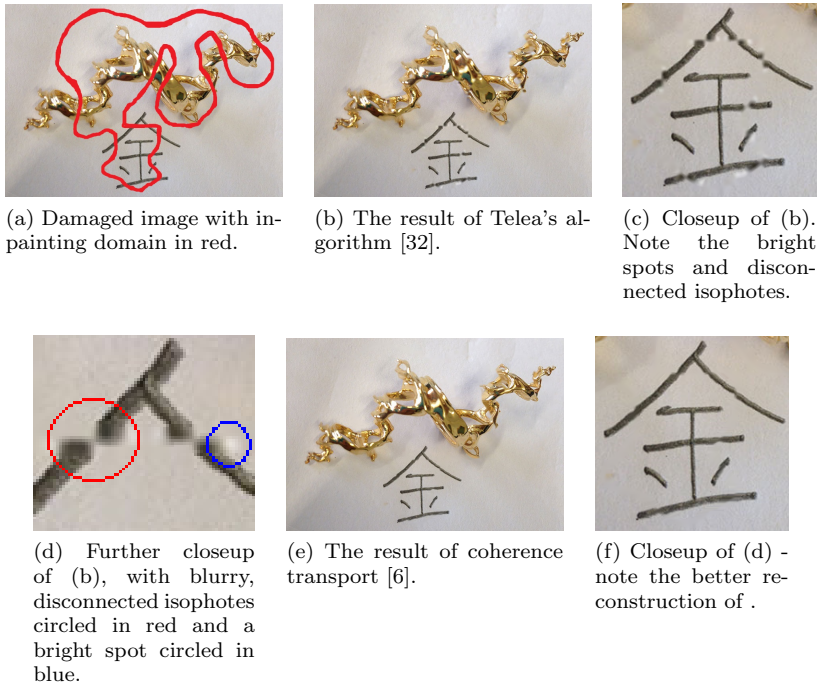 金
金
金
(a) Damaged image with in-
painting domain in red.
(b) The result of Telea's al-
gorithm [32].
(c) Closeup of (b).
Note the bright
spots and discon-
nected isophotes.
金
金
(d) Further closeup
of (b), with blurry,
disconnected isophotes
circled in red and a
bright spot circled in
blue.
(e) The result of coherence
transport [6].
(f) Closeup of (d) -
note the better re-
construction of .